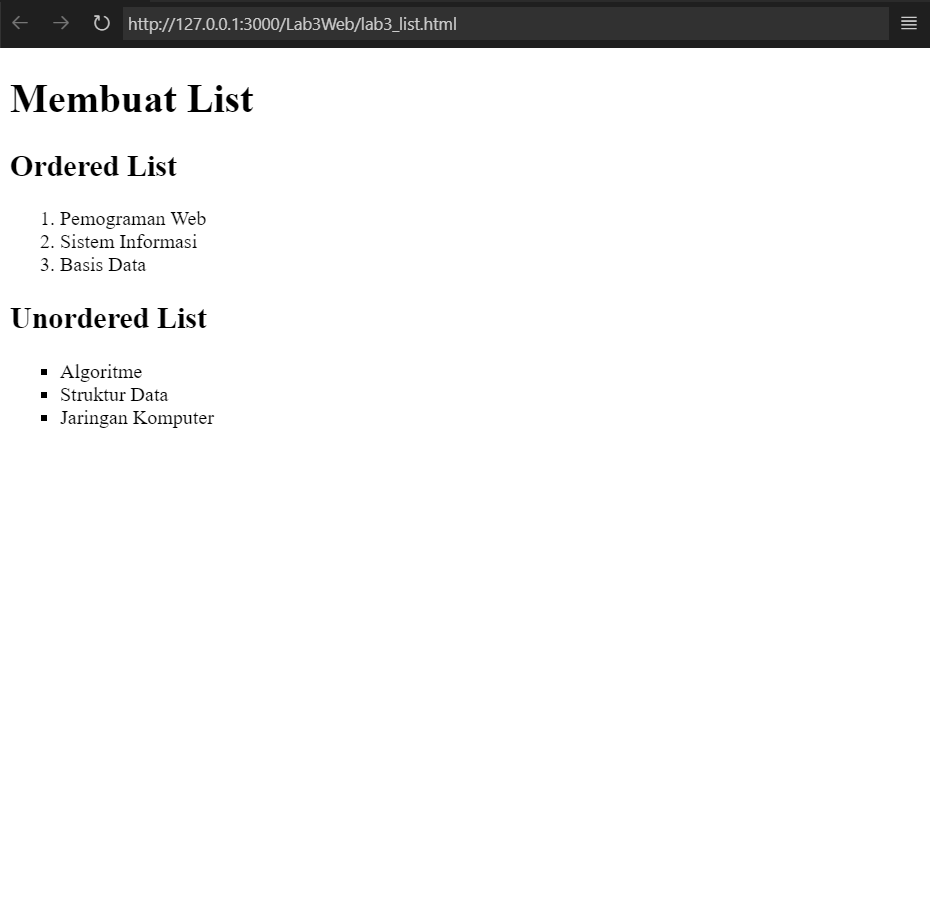 http://127.0.0.1:3000/Lab3Web/lab3_list.html
Membuat List
Ordered List
1. Pemograman Web
2. Sistem Informasi
3. Basis Data
Unordered List
▪ Algoritme
▪ Struktur Data
▪ Jaringan Komputer